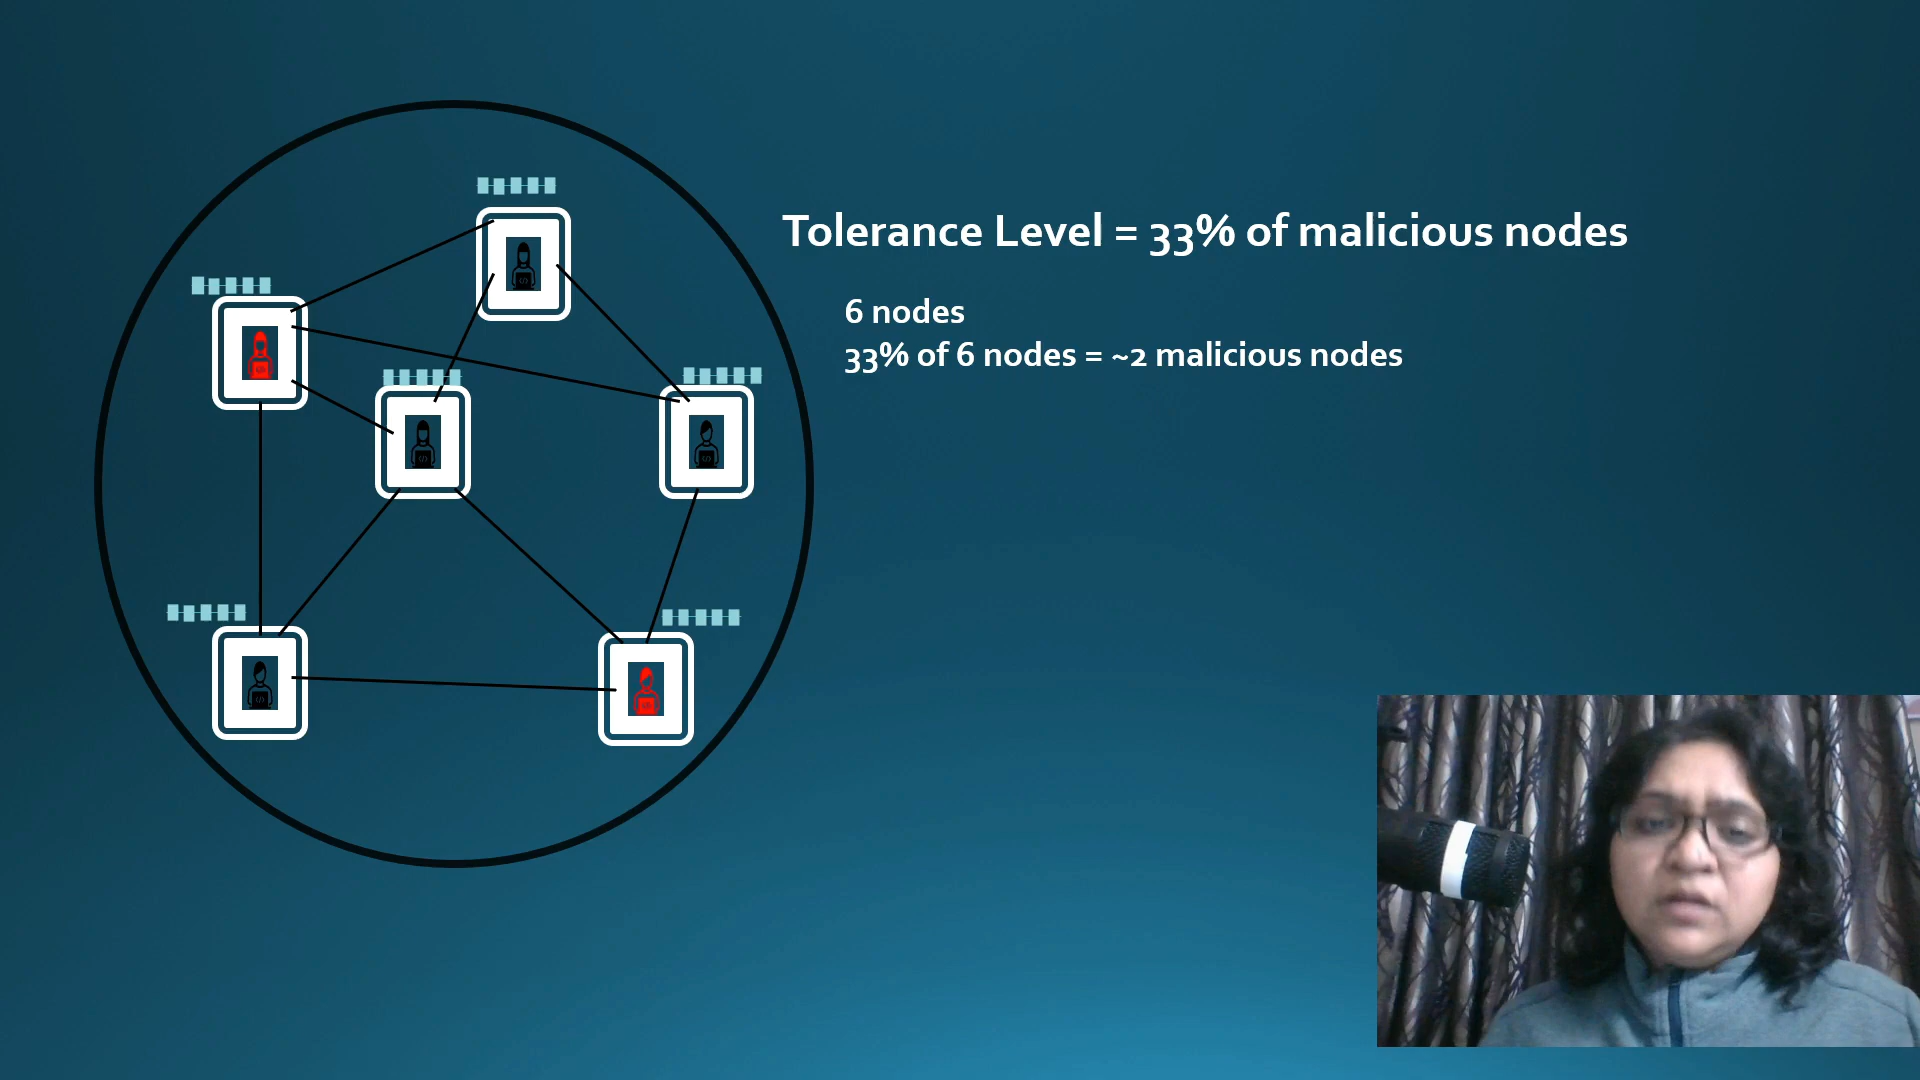 Tolerance Level = 33% of malicious nodes
6 nodes
33% of 6 nodes = ~2 malicious nodes